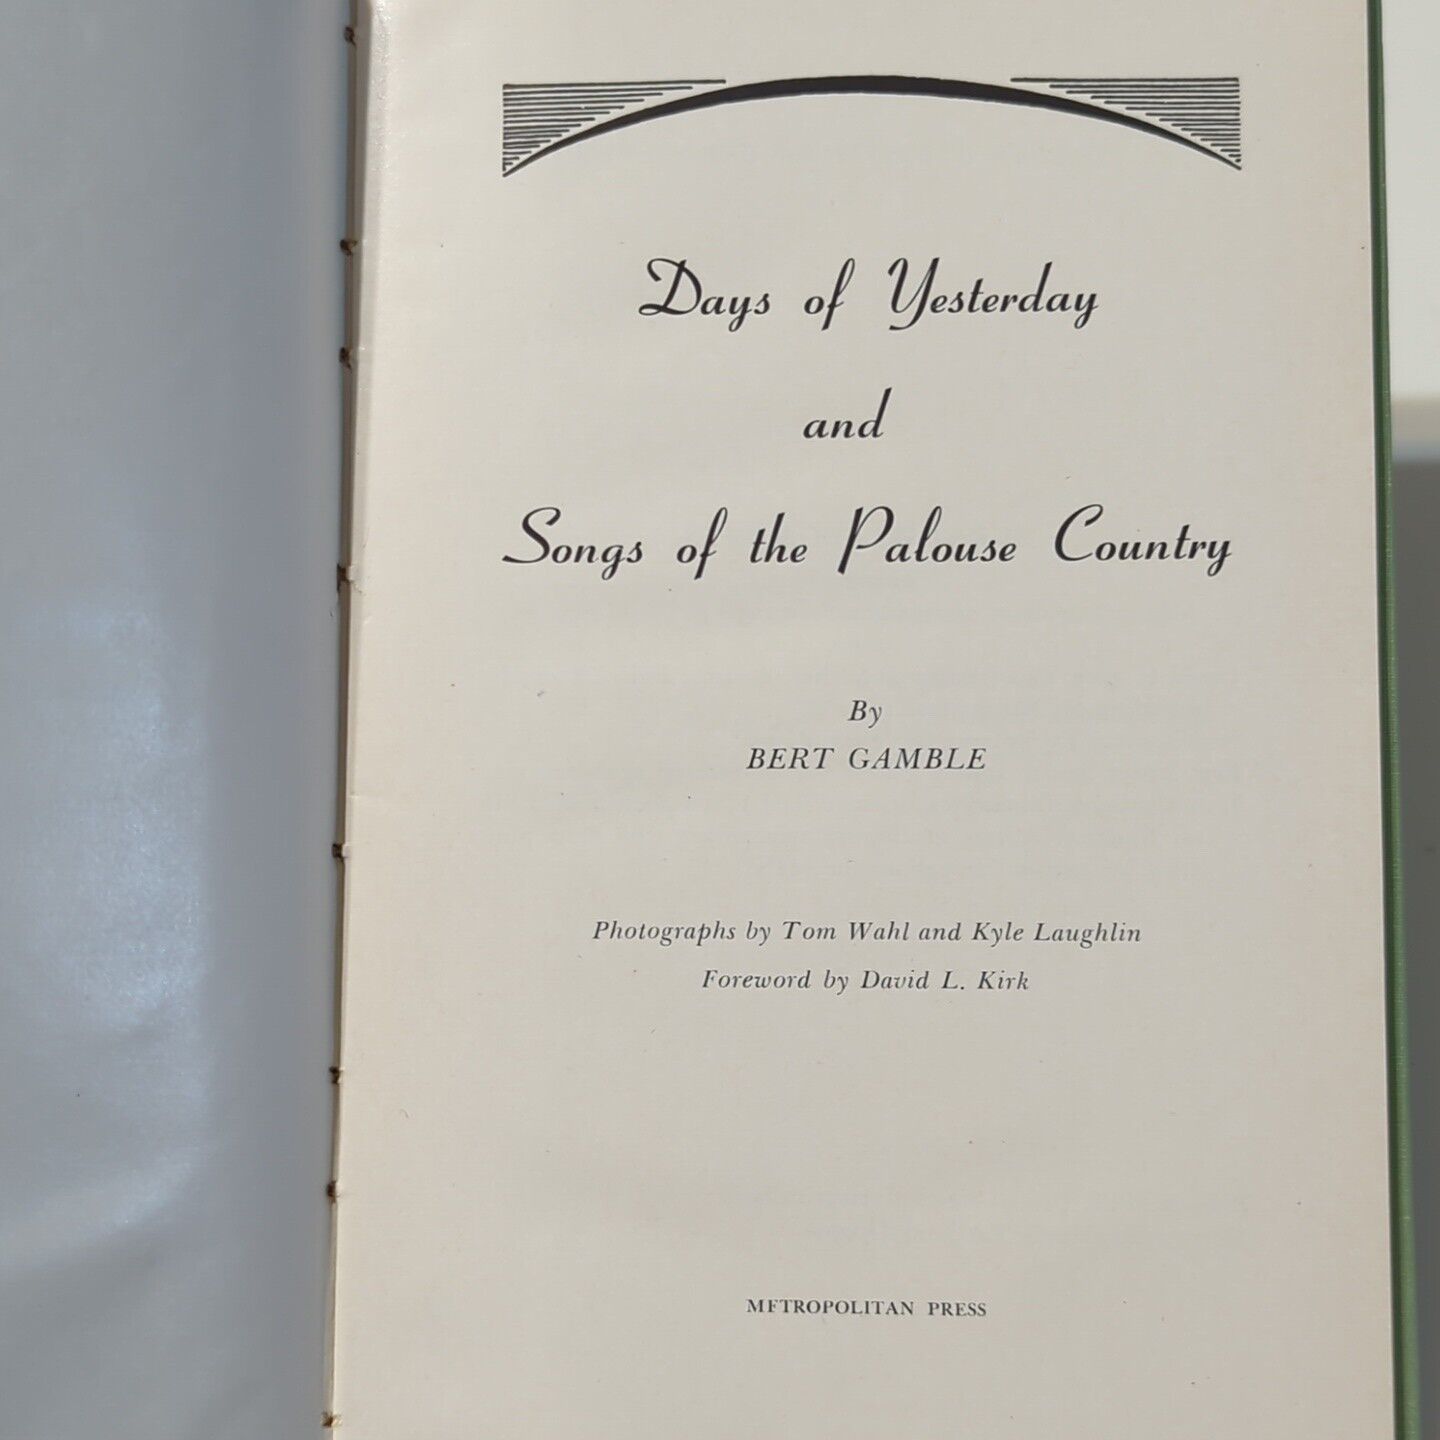 Days of Yesterday
and
Songs of the Palouse Country
By
BERT GAMBLE
Photographs by Tom Wahl and Kyle Laughlin
Foreword by David L. Kirk
METROPOLITAN PRESS